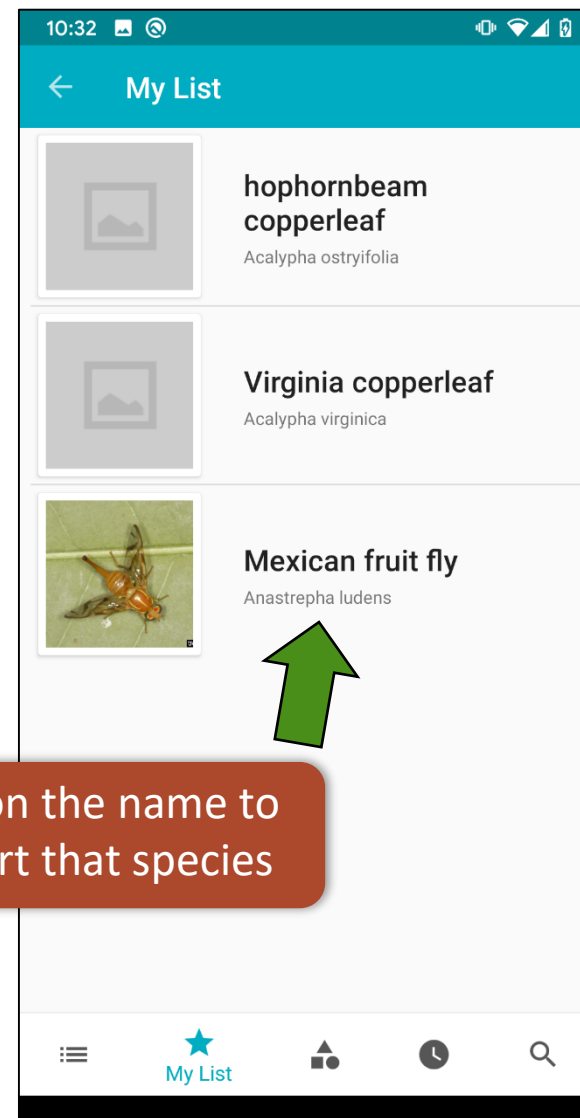 10:32
My List
hophornbeam
copperleaf
Acalypha ostryifolia
Virginia copperleaf
Acalypha virginica
Mexican fruit fly
Anastrepha ludens
on the name to
rt that species
My List